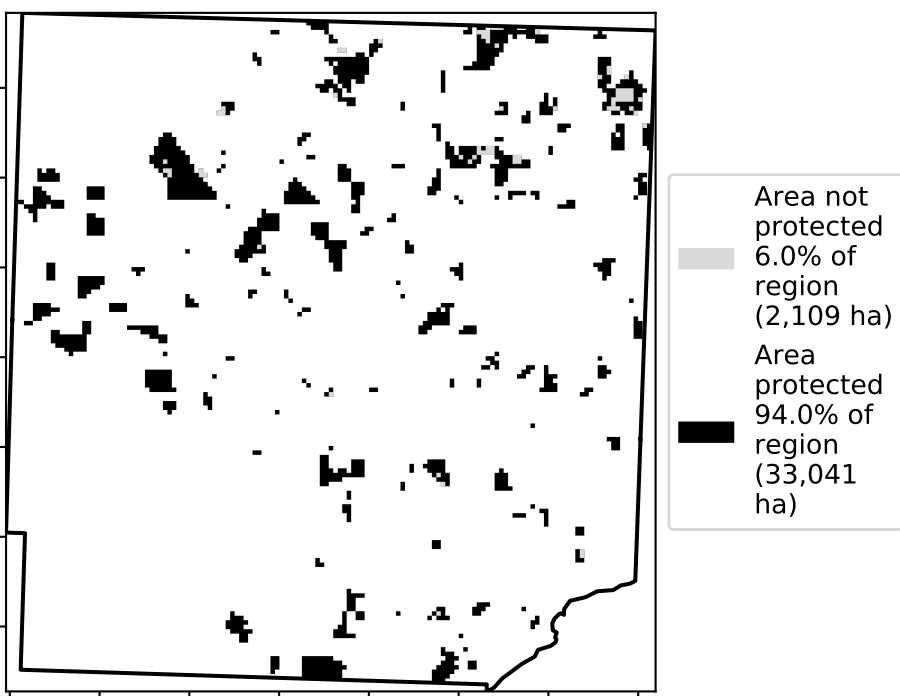 Area not
protected
6.0% of
region
(2,109 ha)
Area
protected
94.0% of
region
(33,041
ha)